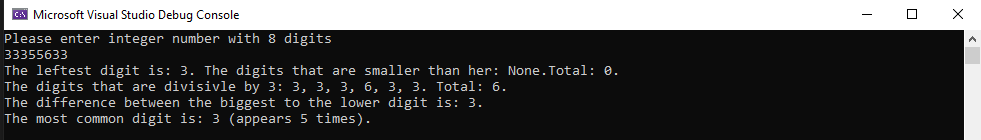 Microsoft Visual Studio Debug Console
Please enter integer number with 8 digits
33355633
The leftest digit is: 3. The digits that are smaller than her: None.Total: 0.
The digits that are divisivle by 3: 3, 3, 3, 6, 3, 3. Total: 6.
The difference between the biggest to the lower digit is: 3.
The most common digit is: 3 (appears 5 times).